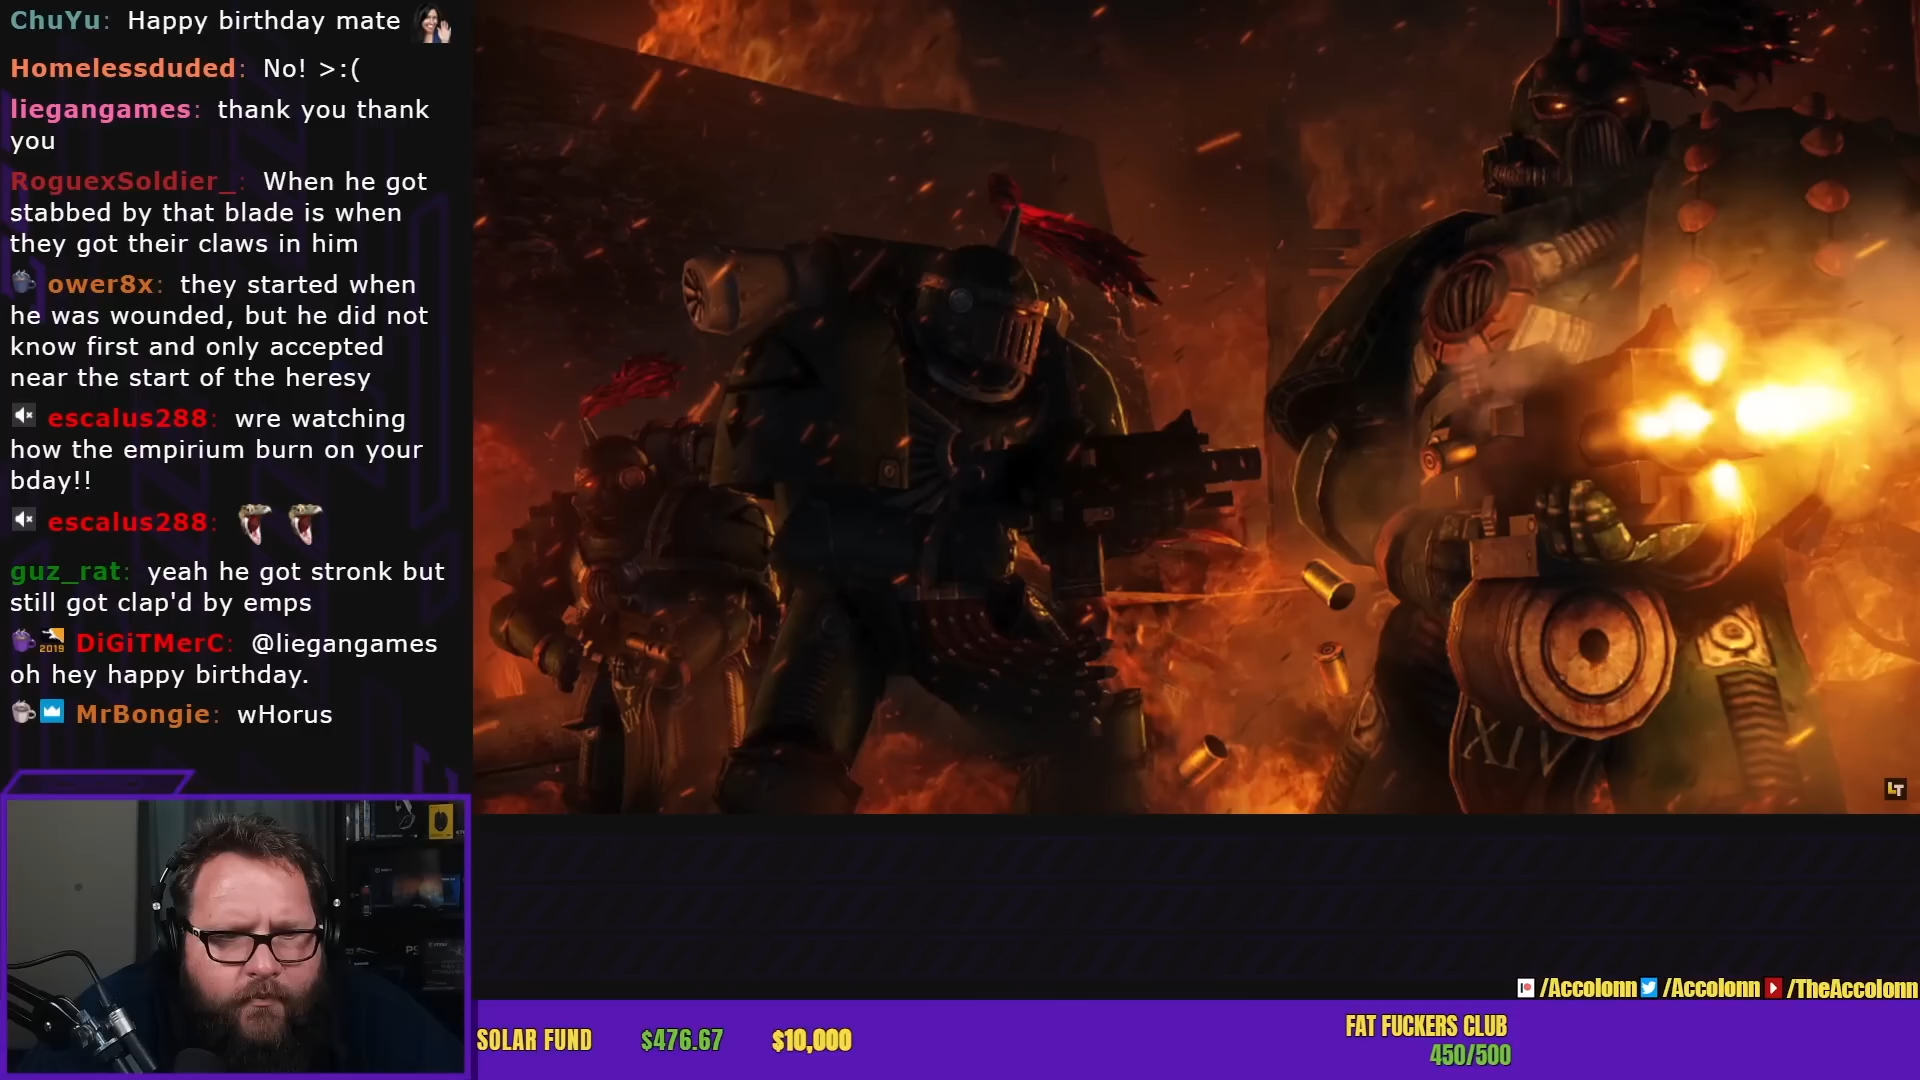 ChuYu: Happy birthday mate
Homelessduded: No! >:(
liegangames: thank you thank
you
RoguexSoldier_: When he got
stabbed by that blade is when
they got their claws in him
ower8x: they started when
he was wounded, but he did not
know first and only accepted
near the start of the heresy
escalus288: wre watching
how the empirium burn on your
bday!!
escalus288:
guz_rat: yeah he got stronk but
still got clap'd by emps
2019 DiGiTMerC: @liegangames
oh hey happy birthday.
MrBongie: wHorus
XIV
LT
/Accolonn /Accolonn /TheAccolonn
SOLAR FUND $476.67 $10,000
FAT FUCKERS CLUB
450/500